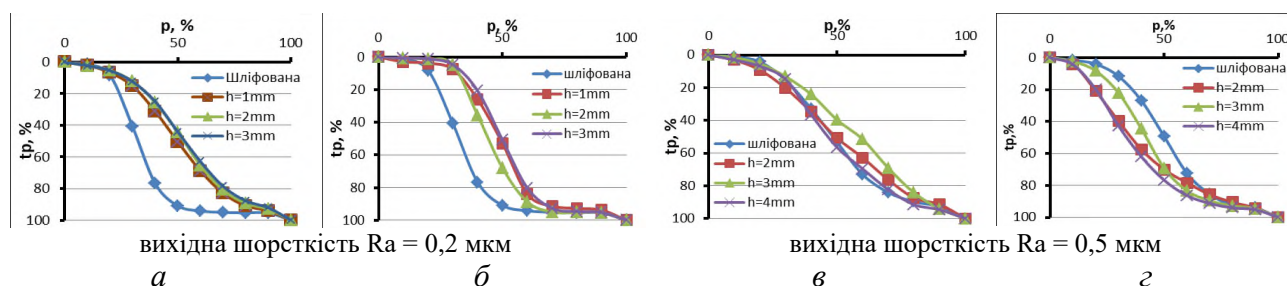 p, %
0 50 100
0
20
40
60
80
100
tp, %
Шліфована
h=1mm
h=2mm
h=3mm
p, %
0 50 100
0
20
40
60
80
100
tp, %
шліфована
h=1mm
h=2mm
h=3mm
p, %
0 50 100
0
20
40
60
80
100
tp, %
шліфована
h=2mm
h=3mm
h=4mm
p,%
0 50 100
0
20
40
60
80
100
tp,%
шліфована
h=2mm
h=3mm
h=4mm
вихідна шорсткість Ra = 0,2 мкм вихідна шорсткість Ra = 0,5 мкм
а б в г